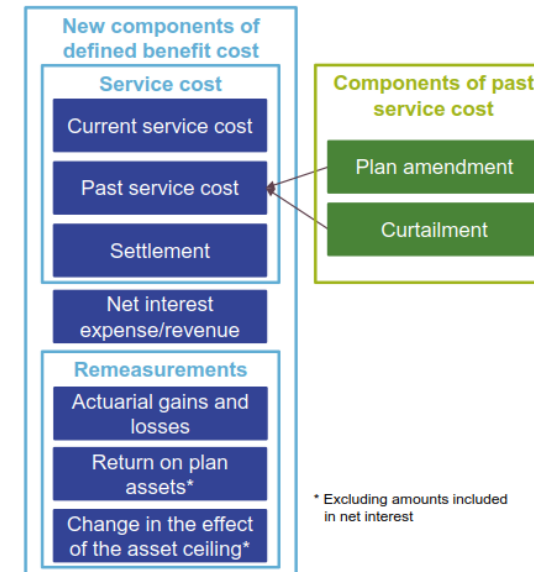 New components of
defined benefit cost
Service cost
Current service cost
Past service cost
Settlement
Net interest
expense/revenue
Remeasurements
Actuarial gains and
losses
Return on plan
assets*
Change in the effect
of the asset ceiling*
Components of past
service cost
Plan amendment
Curtailment
* Excluding amounts included
in net interest